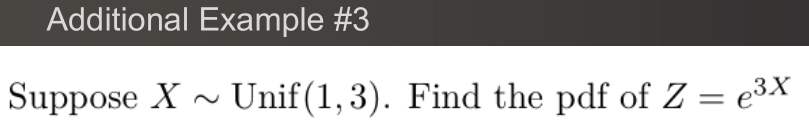 Additional Example #3
Suppose X ~ Unif(1, 3). Find the pdf of Z = e^{3X}